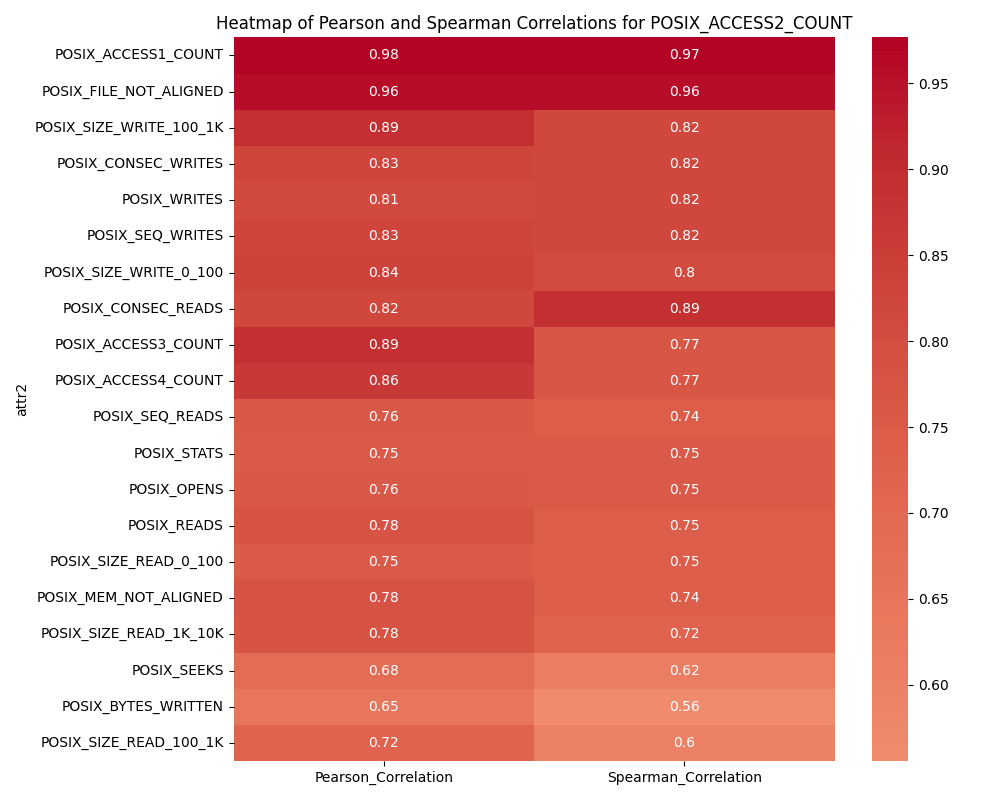 Heatmap of Pearson and Spearman Correlations for POSIX_ACCESS2_COUNT
attr2
POSIX_ACCESS1_COUNT 0.98 0.97
POSIX_FILE_NOT_ALIGNED 0.96 0.96
POSIX_SIZE_WRITE_100_1K 0.89 0.82
POSIX_CONSEC_WRITES 0.83 0.82
POSIX_WRITES 0.81 0.82
POSIX_SEQ_WRITES 0.83 0.82
POSIX_SIZE_WRITE_0_100 0.84 0.8
POSIX_CONSEC_READS 0.82 0.89
POSIX_ACCESS3_COUNT 0.89 0.77
POSIX_ACCESS4_COUNT 0.86 0.77
POSIX_SEQ_READS 0.76 0.74
POSIX_STATS 0.75 0.75
POSIX_OPENS 0.76 0.75
POSIX_READS 0.78 0.75
POSIX_SIZE_READ_0_100 0.75 0.75
POSIX_MEM_NOT_ALIGNED 0.78 0.74
POSIX_SIZE_READ_1K_10K 0.78 0.72
POSIX_SEEKS 0.68 0.62
POSIX_BYTES_WRITTEN 0.65 0.56
POSIX_SIZE_READ_100_1K 0.72 0.6
Pearson_Correlation Spearman_Correlation
0.95
0.90
0.85
0.80
0.75
0.70
0.65
0.60